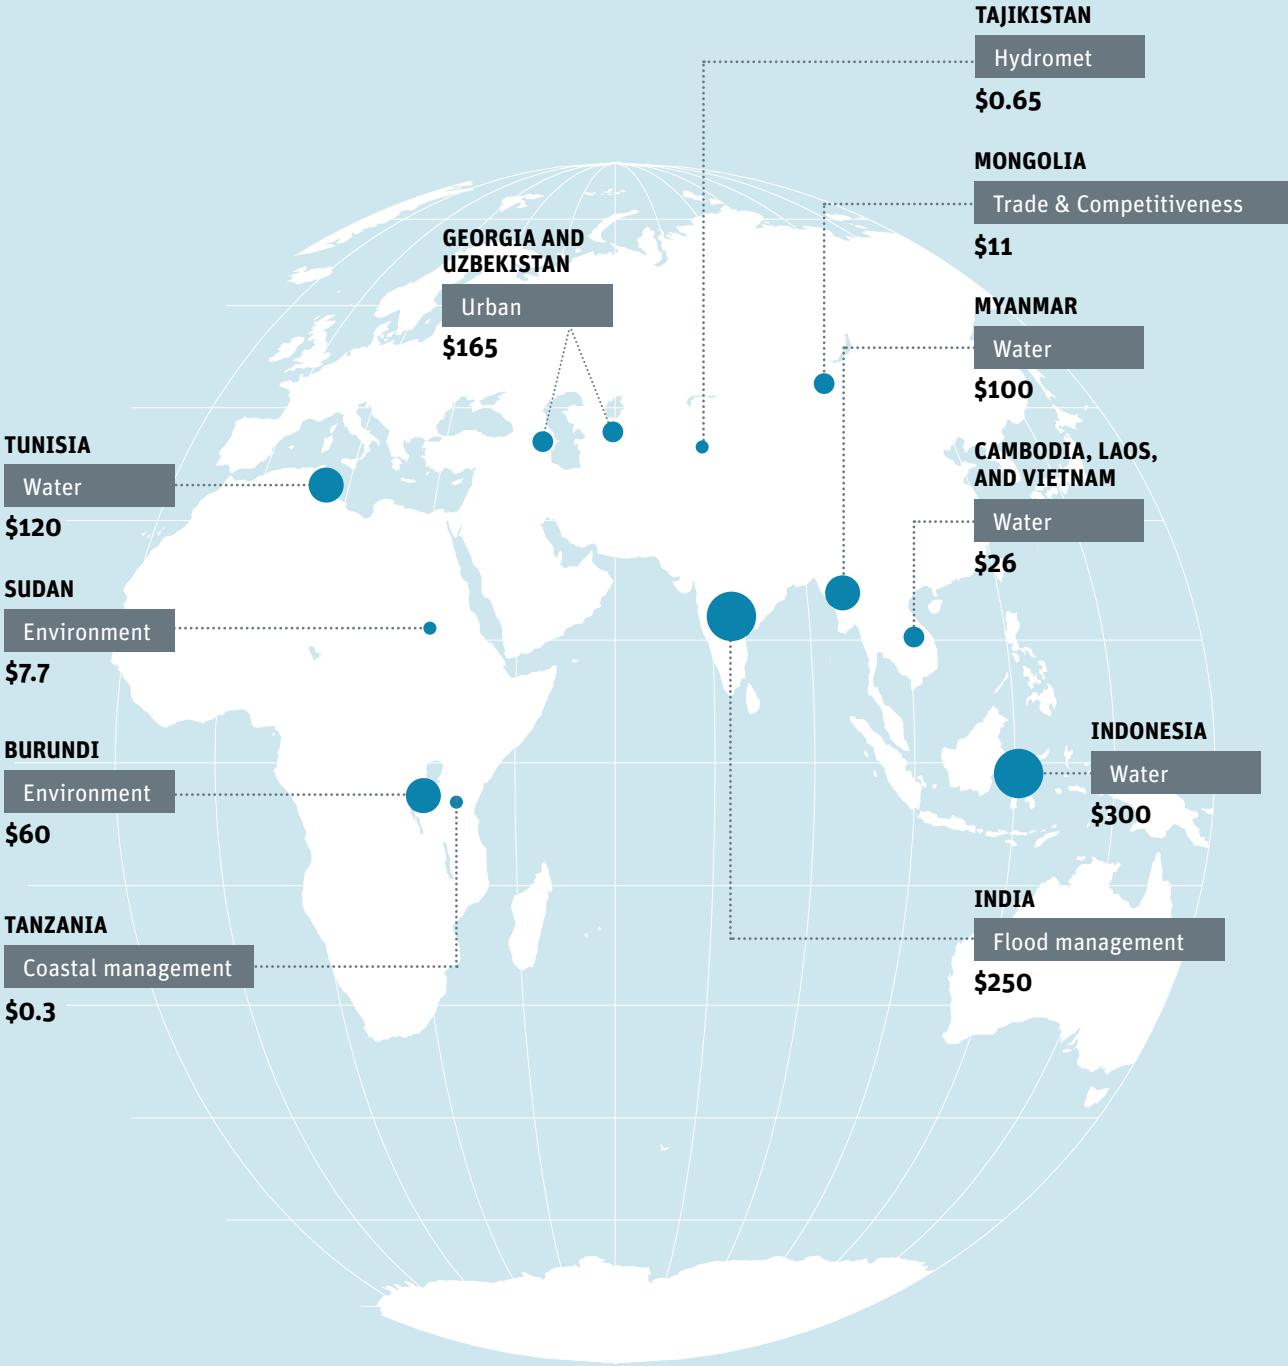 TAJIKISTAN
Hydromet
$0.65
MONGOLIA
Trade & Competitiveness
$11
GEORGIA AND
UZBEKISTAN
Urban
$165
MYANMAR
Water
$100
TUNISIA
Water
$120
CAMBODIA, LAOS,
AND VIETNAM
Water
$26
SUDAN
Environment
$7.7
BURUNDI
Environment
$60
INDONESIA
Water
$300
TANZANIA
Coastal management
$0.3
INDIA
Flood management
$250